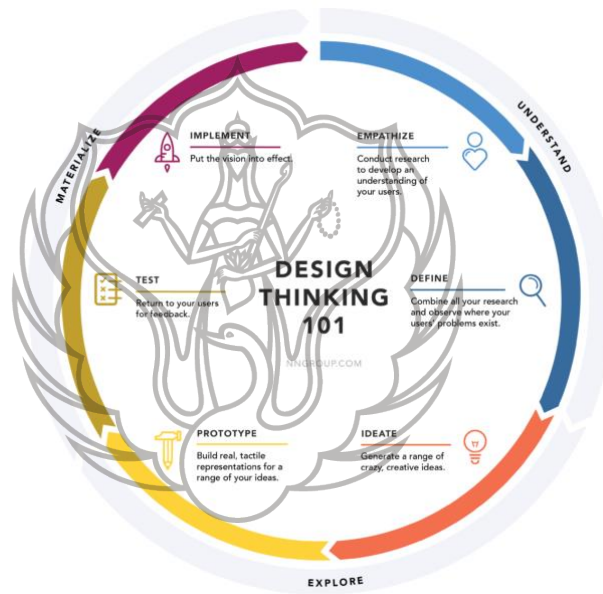 DESIGN
THINKING
101
NNGROUP.COM
UNDERSTAND
EMPATHIZE
Conduct research
to develop an
understanding of
your users.
DEFINE
Combine all your research
and observe where your
users' problems exist.
EXPLORE
IDEATE
Generate a range of
crazy, creative ideas.
PROTOTYPE
Build real, tactile
representations for a
range of your ideas.
MATERIALIZE
TEST
Return to your users
for feedback.
IMPLEMENT
Put the vision into effect.